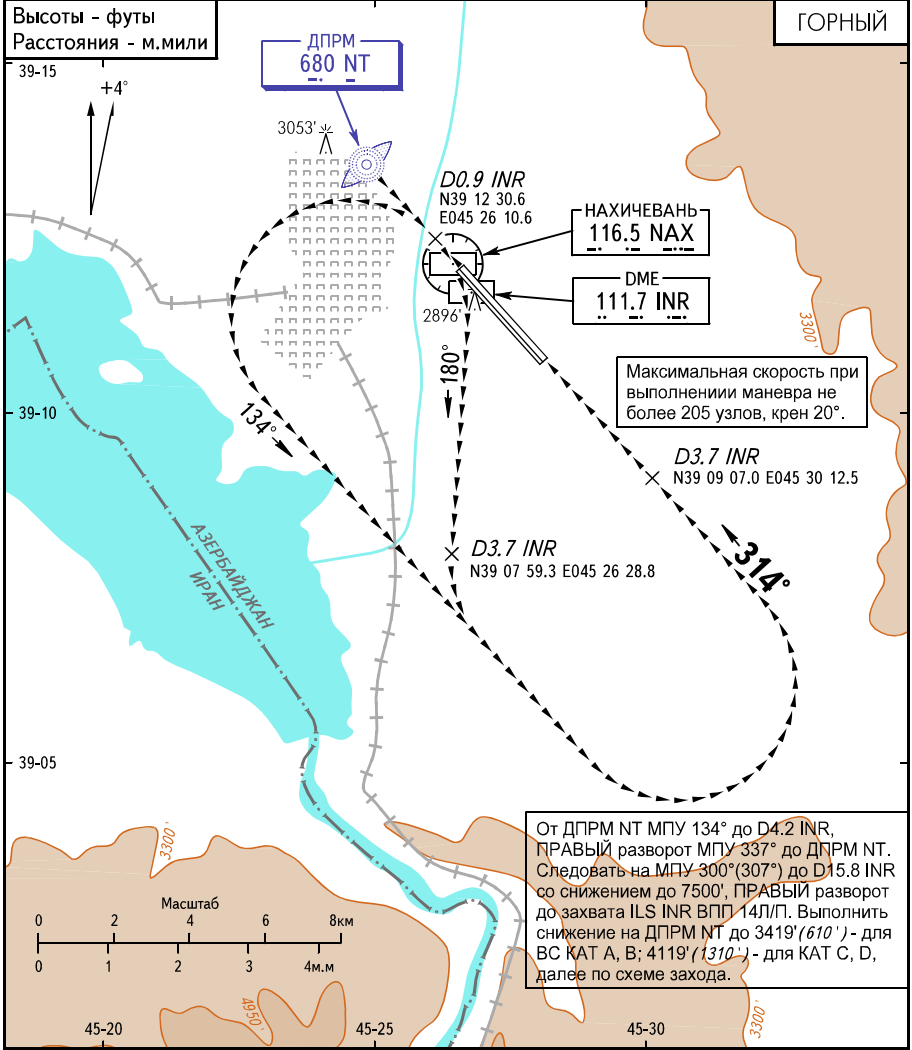 Высоты - футы
Расстояния - м.мили
ГОРНЫЙ
39-15
+4°
ДПРМ
680 NT
3053'
D0.9 INR
N39 12 30.6
E045 26 10.6
НАХИЧЕВАНЬ
116.5 NAX
DME
111.7 INR
2896'
3300'
180°
Максимальная скорость при
выполнениии маневра не
более 205 узлов, крен 20°.
39-10
134°
D3.7 INR
N39 09 07.0 E045 30 12.5
D3.7 INR
N39 07 59.3 E045 26 28.8
314°
АЗЕРБАЙДЖАН
ИРАН
39-05
От ДПРМ NT МПУ 134° до D4.2 INR,
ПРАВЫЙ разворот МПУ 337° до ДПРМ NT.
Следовать на МПУ 300°(307°) до D15.8 INR
со снижением до 7500', ПРАВЫЙ разворот
до захвата ILS INR ВПП 14Л/П. Выполнить
снижение на ДПРМ NT до 3419'(610') - для
ВС КАТ A, B; 4119'(1310') - для КАТ C, D,
далее по схеме захода.
3300'
Масштаб
0 2 4 6 8км
0 1 2 3 4м.м
4950'
3300'
45-20
45-25
45-30